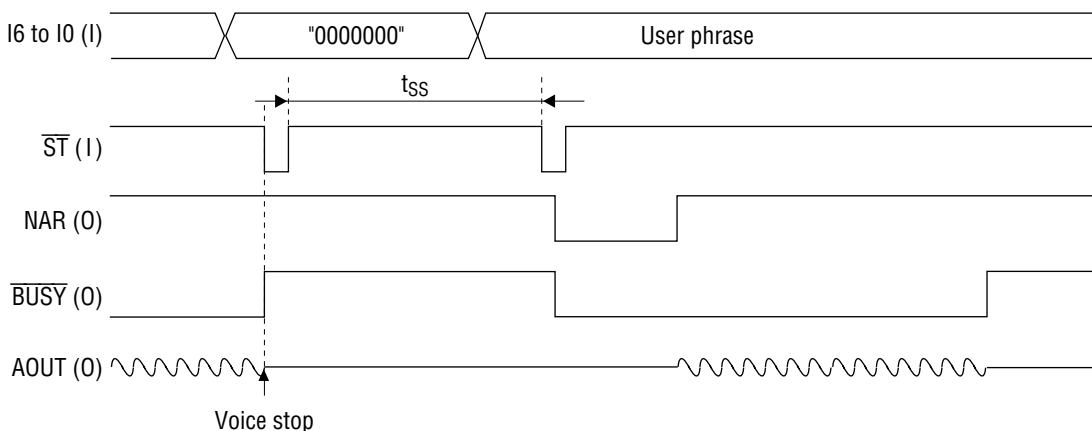 I6 to I0 (I)
"0000000"
User phrase
tSS
ST (I)
NAR (O)
BUSY (O)
AOUT (O)
Voice stop